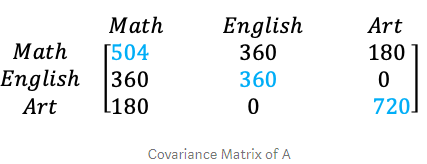 Math English Art
Math 504 360 180
English 360 360 0
Art 180 0 720
Covariance Matrix of A